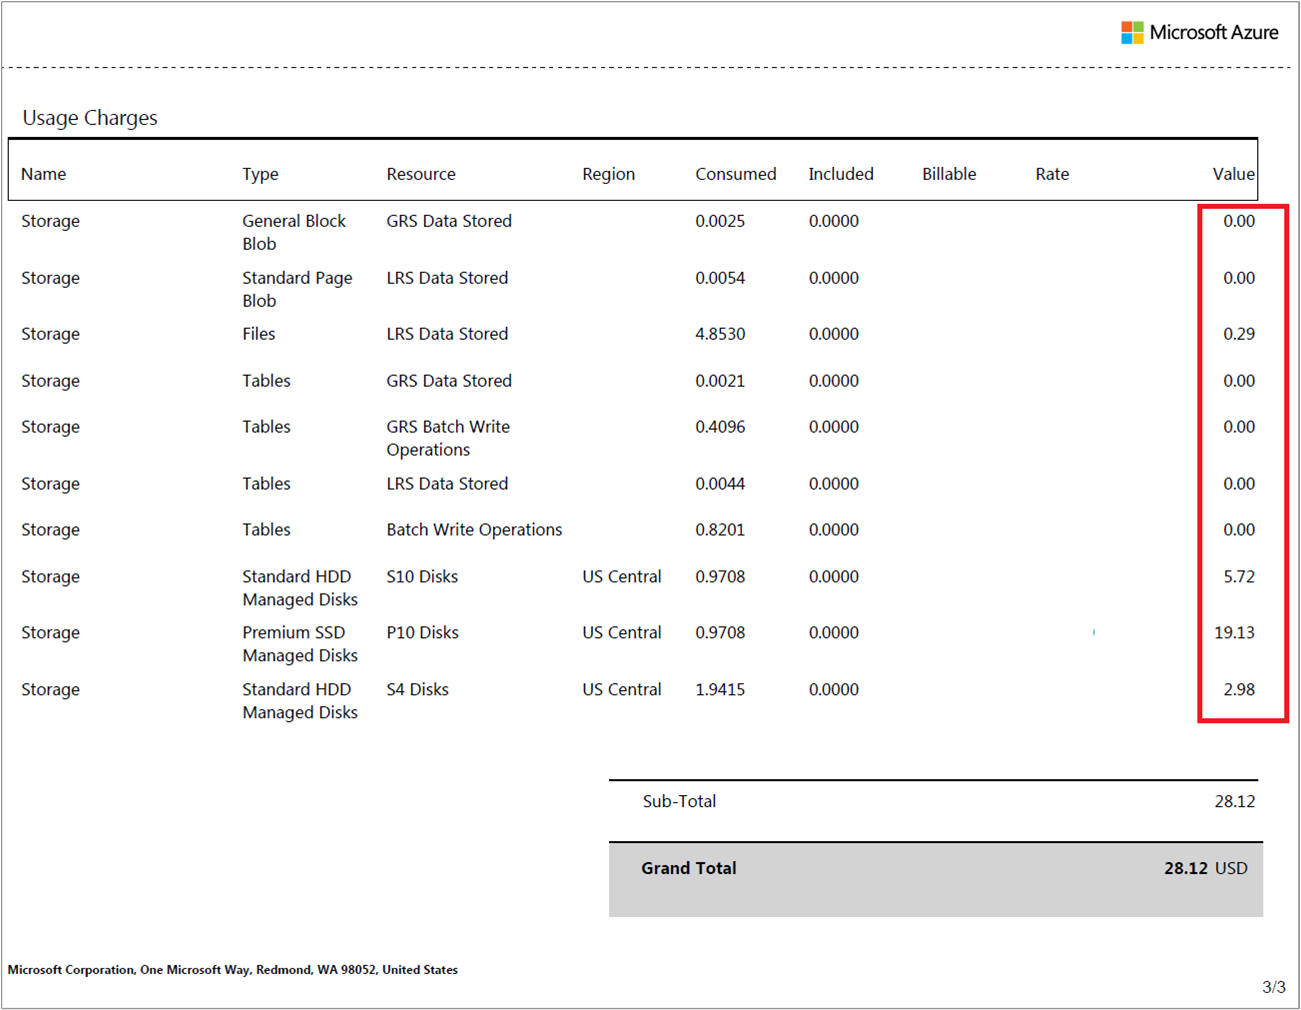 Microsoft Azure
Usage Charges
Name Type Resource Region Consumed Included Billable Rate Value
Storage General Block GRS Data Stored 0.0025 0.0000 0.00
Blob
Storage Standard Page LRS Data Stored 0.0054 0.0000 0.00
Blob
Storage Files LRS Data Stored 4.8530 0.0000 0.29
Storage Tables GRS Data Stored 0.0021 0.0000 0.00
Storage Tables GRS Batch Write 0.4096 0.0000 0.00
Operations
Storage Tables LRS Data Stored 0.0044 0.0000 0.00
Storage Tables Batch Write Operations 0.8201 0.0000 0.00
Storage Standard HDD S10 Disks US Central 0.9708 0.0000 5.72
Managed Disks
Storage Premium SSD P10 Disks US Central 0.9708 0.0000 19.13
Managed Disks
Storage Standard HDD S4 Disks US Central 1.9415 0.0000 2.98
Managed Disks
Sub-Total 28.12
Grand Total 28.12 USD
Microsoft Corporation, One Microsoft Way, Redmond, WA 98052, United States
3/3